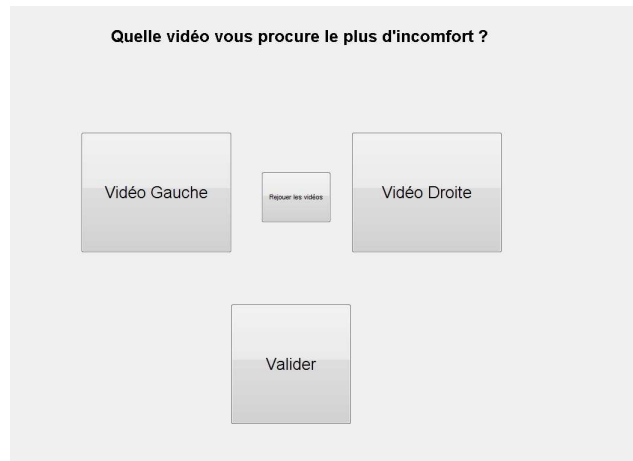 Quelle vidéo vous procure le plus d'incomfort ?
Vidéo Gauche
Rejouer les vidéos
Vidéo Droite
Valider